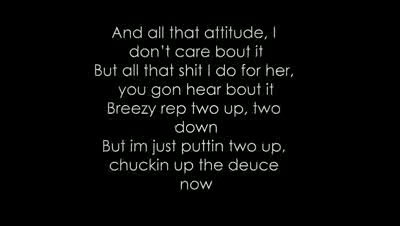 And all that attitude, I
don't care bout it
But all that shit I do for her,
you gon hear bout it
Breezy rep two up, two
down
But im just puttin two up,
chuckin up the deuce
now